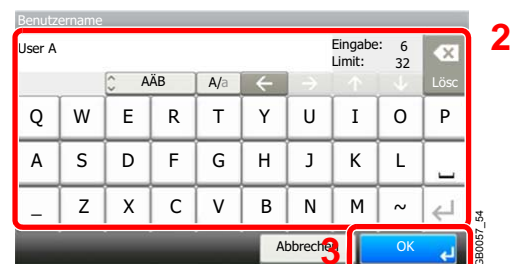 Benutzername
2
User A
Eingabe: 6
Limit: 32
AÄB A/a ← → ↑ ↓ Lösc
Q W E R T Y U I O P
A S D F G H J K L
_ Z X C V B N M ~
Abbrechen 3 OK
GB0057_54